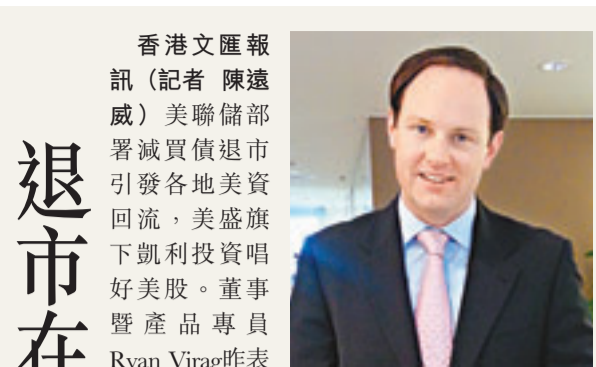 退市在
香港文匯報
訊（記者 陳遠
威）美聯儲部
署減買債退市
引發各地美資
回流，美盛旗
下凱利投資唱
好美股。董事
暨產品專員
Ryan Virag昨表